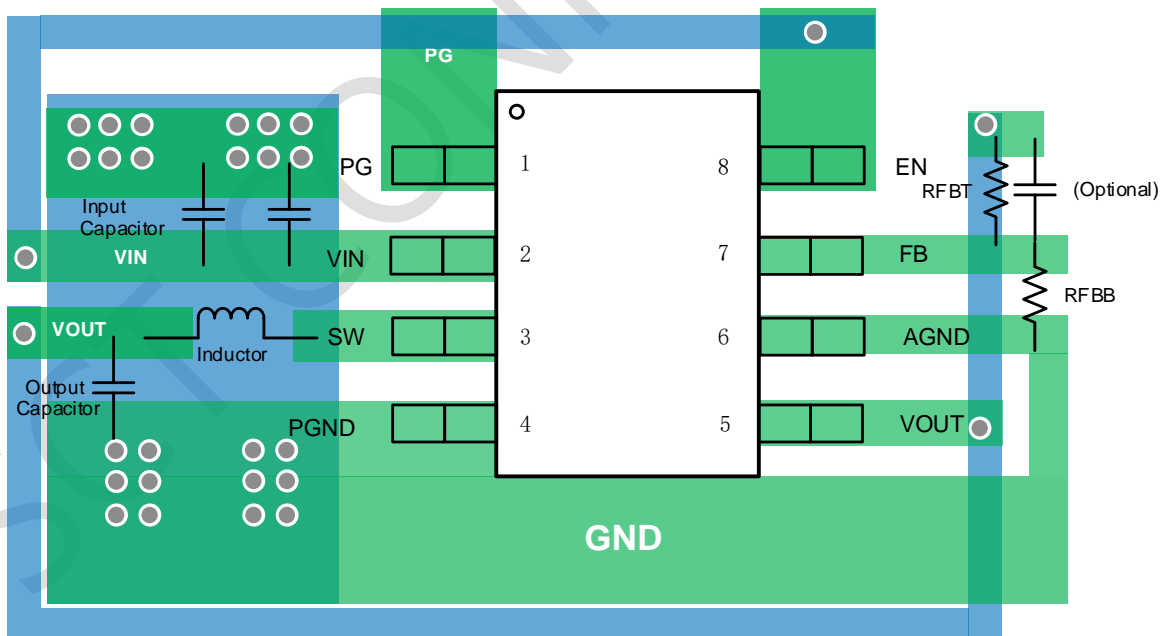 PG
PG
1
8
EN
RFBT
(Optional)
Input
Capacitor
VIN
VIN
2
7
FB
RFBB
VOUT
Inductor
SW
3
6
AGND
Output
Capacitor
PGND
4
5
VOUT
GND